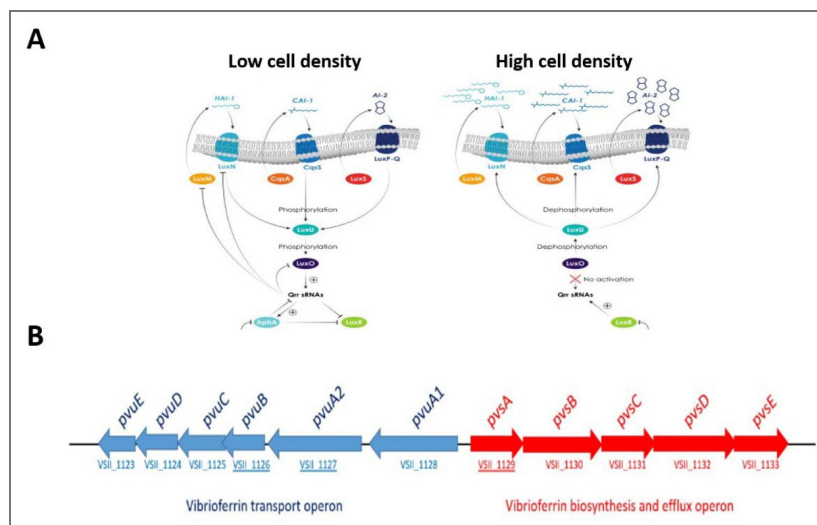 A
Low cell density
High cell density
HAI-1
CAI-1
AI-2
HAI-1
CAI-1
AI-2
LuxN
CqsS
LuxP-Q
LuxN
CqsS
LuxP-Q
LuxM
CqsA
LuxS
LuxM
CqsA
LuxS
Phosphorylation
Dephosphorylation
LuxU
LuxU
Phosphorylation
Dephosphorylation
LuxO
LuxO
+
No activation
Qrr sRNAs
Qrr sRNAs
+
+
AphA
LuxR
LuxR
B
pvuE pvuD pvuC pvuB pvuA2 pvuA1 pvsA pvsB pvsC pvsD pvsE
VSII_1123 VSII_1124 VSII_1125 VSII_1126 VSII_1127 VSII_1128 VSII_1129 VSII_1130 VSII_1131 VSII_1132 VSII_1133
Vibrioferrin transport operon
Vibrioferrin biosynthesis and efflux operon